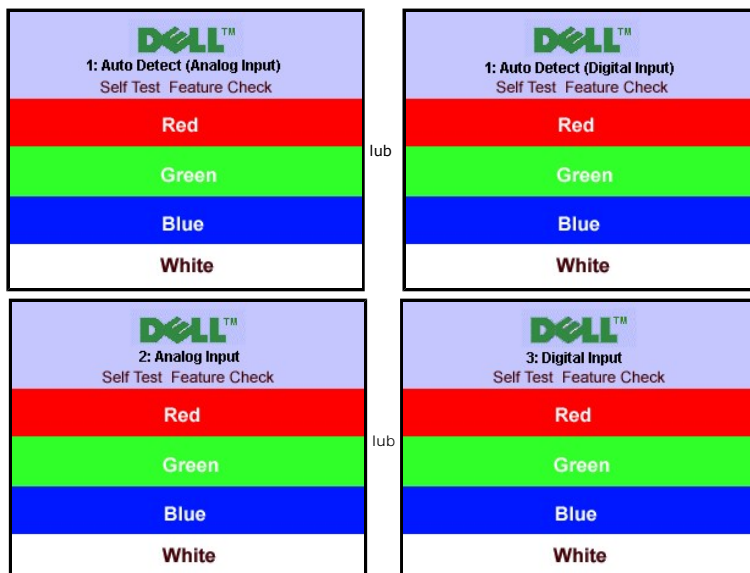 DELL™
1: Auto Detect (Analog Input)
Self Test Feature Check
Red
Green
Blue
White
lub
DELL™
1: Auto Detect (Digital Input)
Self Test Feature Check
Red
Green
Blue
White
DELL™
2: Analog Input
Self Test Feature Check
Red
Green
Blue
White
lub
DELL™
3: Digital Input
Self Test Feature Check
Red
Green
Blue
White